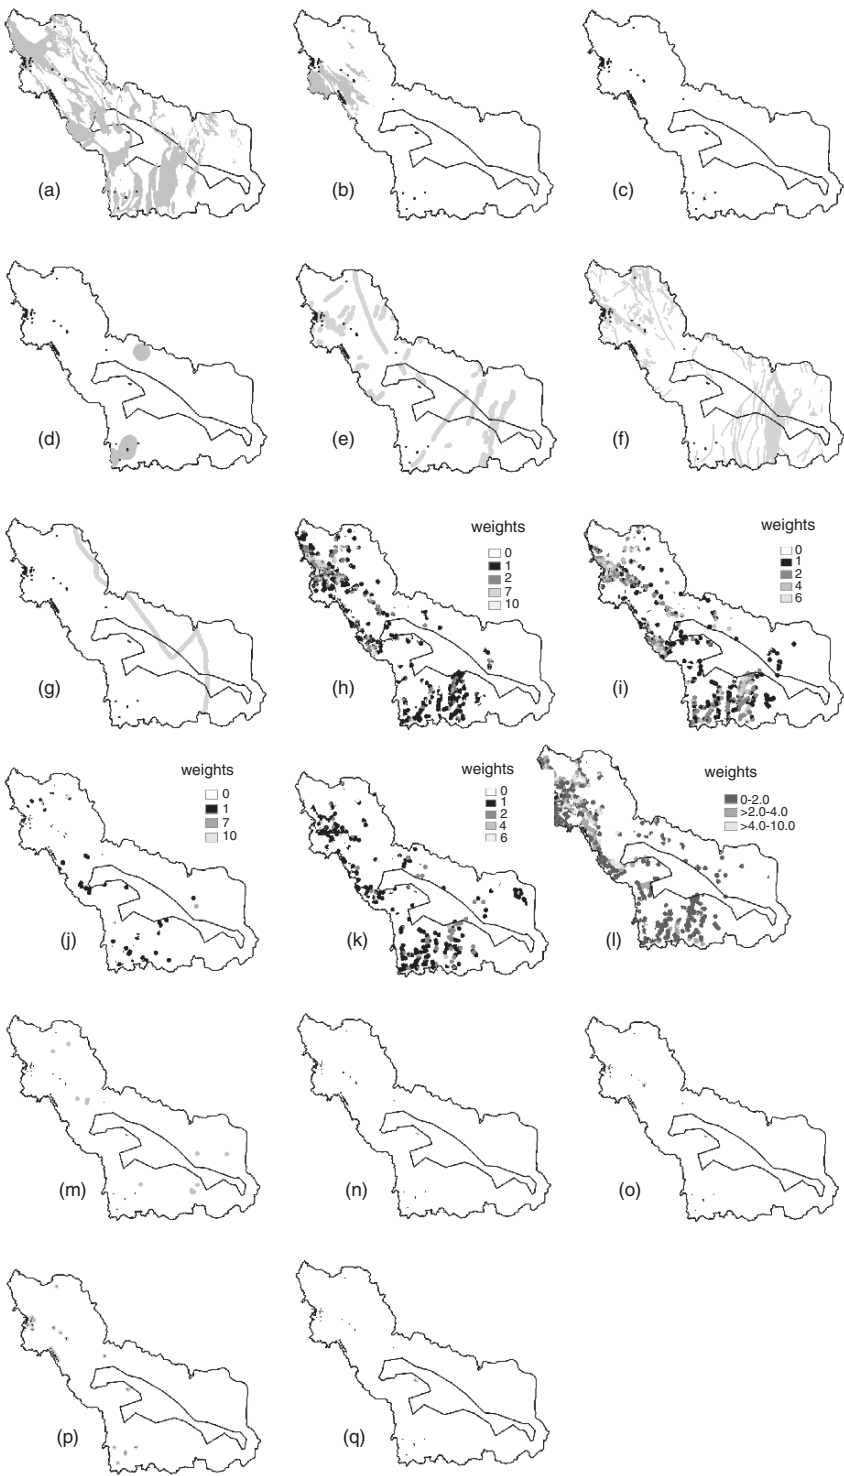 (a)
(b)
(c)
(d)
(e)
(f)
(g)
weights
0
1
2
7
10
(h)
weights
0
1
2
4
6
(i)
weights
0
1
7
10
(j)
weights
0
1
2
4
6
(k)
weights
0-2.0
>2.0-4.0
>4.0-10.0
(l)
(m)
(n)
(o)
(p)
(q)